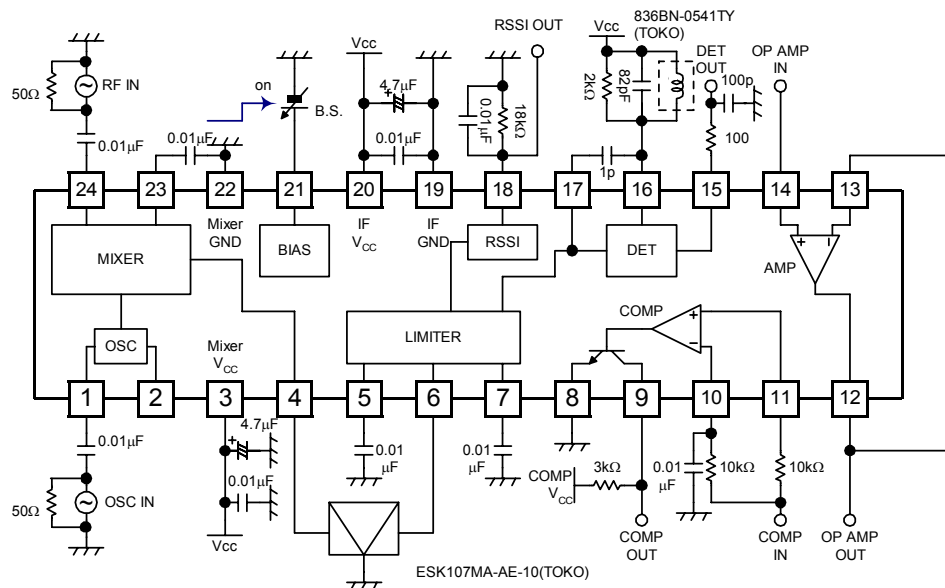 836BN-0541TY
(TOKO)
RSSI OUT
Vcc
DET
OUT
OP AMP
IN
Vcc
50Ω
RF IN
on
B.S.
4.7μF
0.01μF
18kΩ
2kΩ
82pF
100p
100
0.01μF
0.01μF
0.01μF
1p
24
23
22
21
20
19
18
17
16
15
14
13
Mixer
GND
IF
VCC
IF
GND
MIXER
BIAS
RSSI
DET
AMP
COMP
OSC
Mixer
VCC
LIMITER
1
2
3
4
5
6
7
8
9
10
11
12
0.01μF
4.7μF
0.01
μF
0.01
μF
COMP
VCC
3kΩ
0.01
μF
10kΩ
10kΩ
50Ω
OSC IN
0.01μF
Vcc
COMP
OUT
COMP
IN
OP AMP
OUT
ESK107MA-AE-10(TOKO)